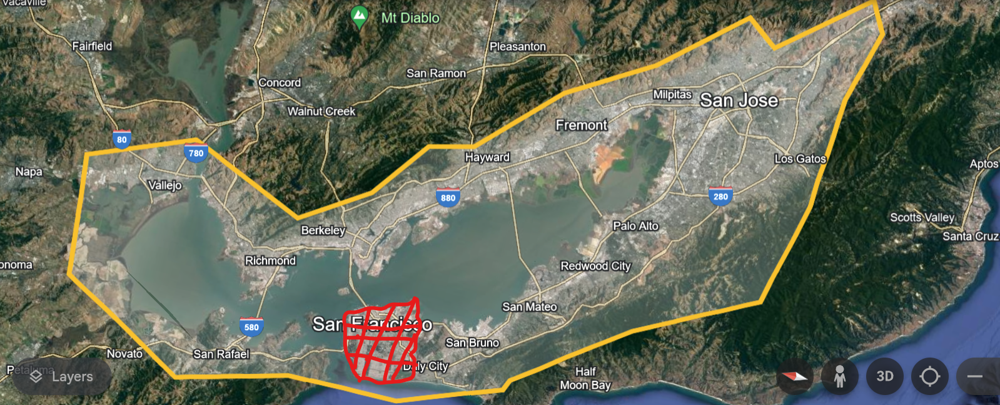 Vacaville
Mt Diablo
Fairfield
Pleasanton
San Ramon
Concord
Walnut Creek
Milpitas
San Jose
Fremont
80
780
Hayward
Los Gatos
Aptos
Napa
Vallejo
880
280
Berkeley
Palo Alto
Scotts Valley
Santa Cruz
Richmond
onoma
Redwood City
San Mateo
San Francisco
580
San Bruno
Novato
San Rafael
Daly City
Petaluma
Layers
Half
Moon Bay
3D